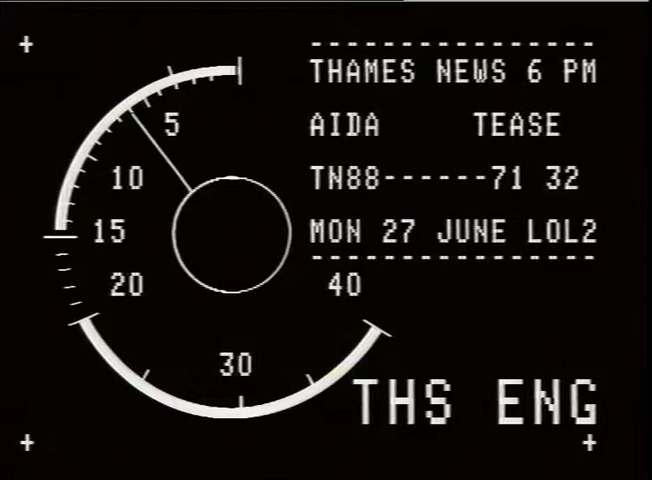 THAMES NEWS 6 PM
AIDA TEASE
TN88------71 32
MON 27 JUNE LOL2
5
10
15
20
30
40
THS ENG